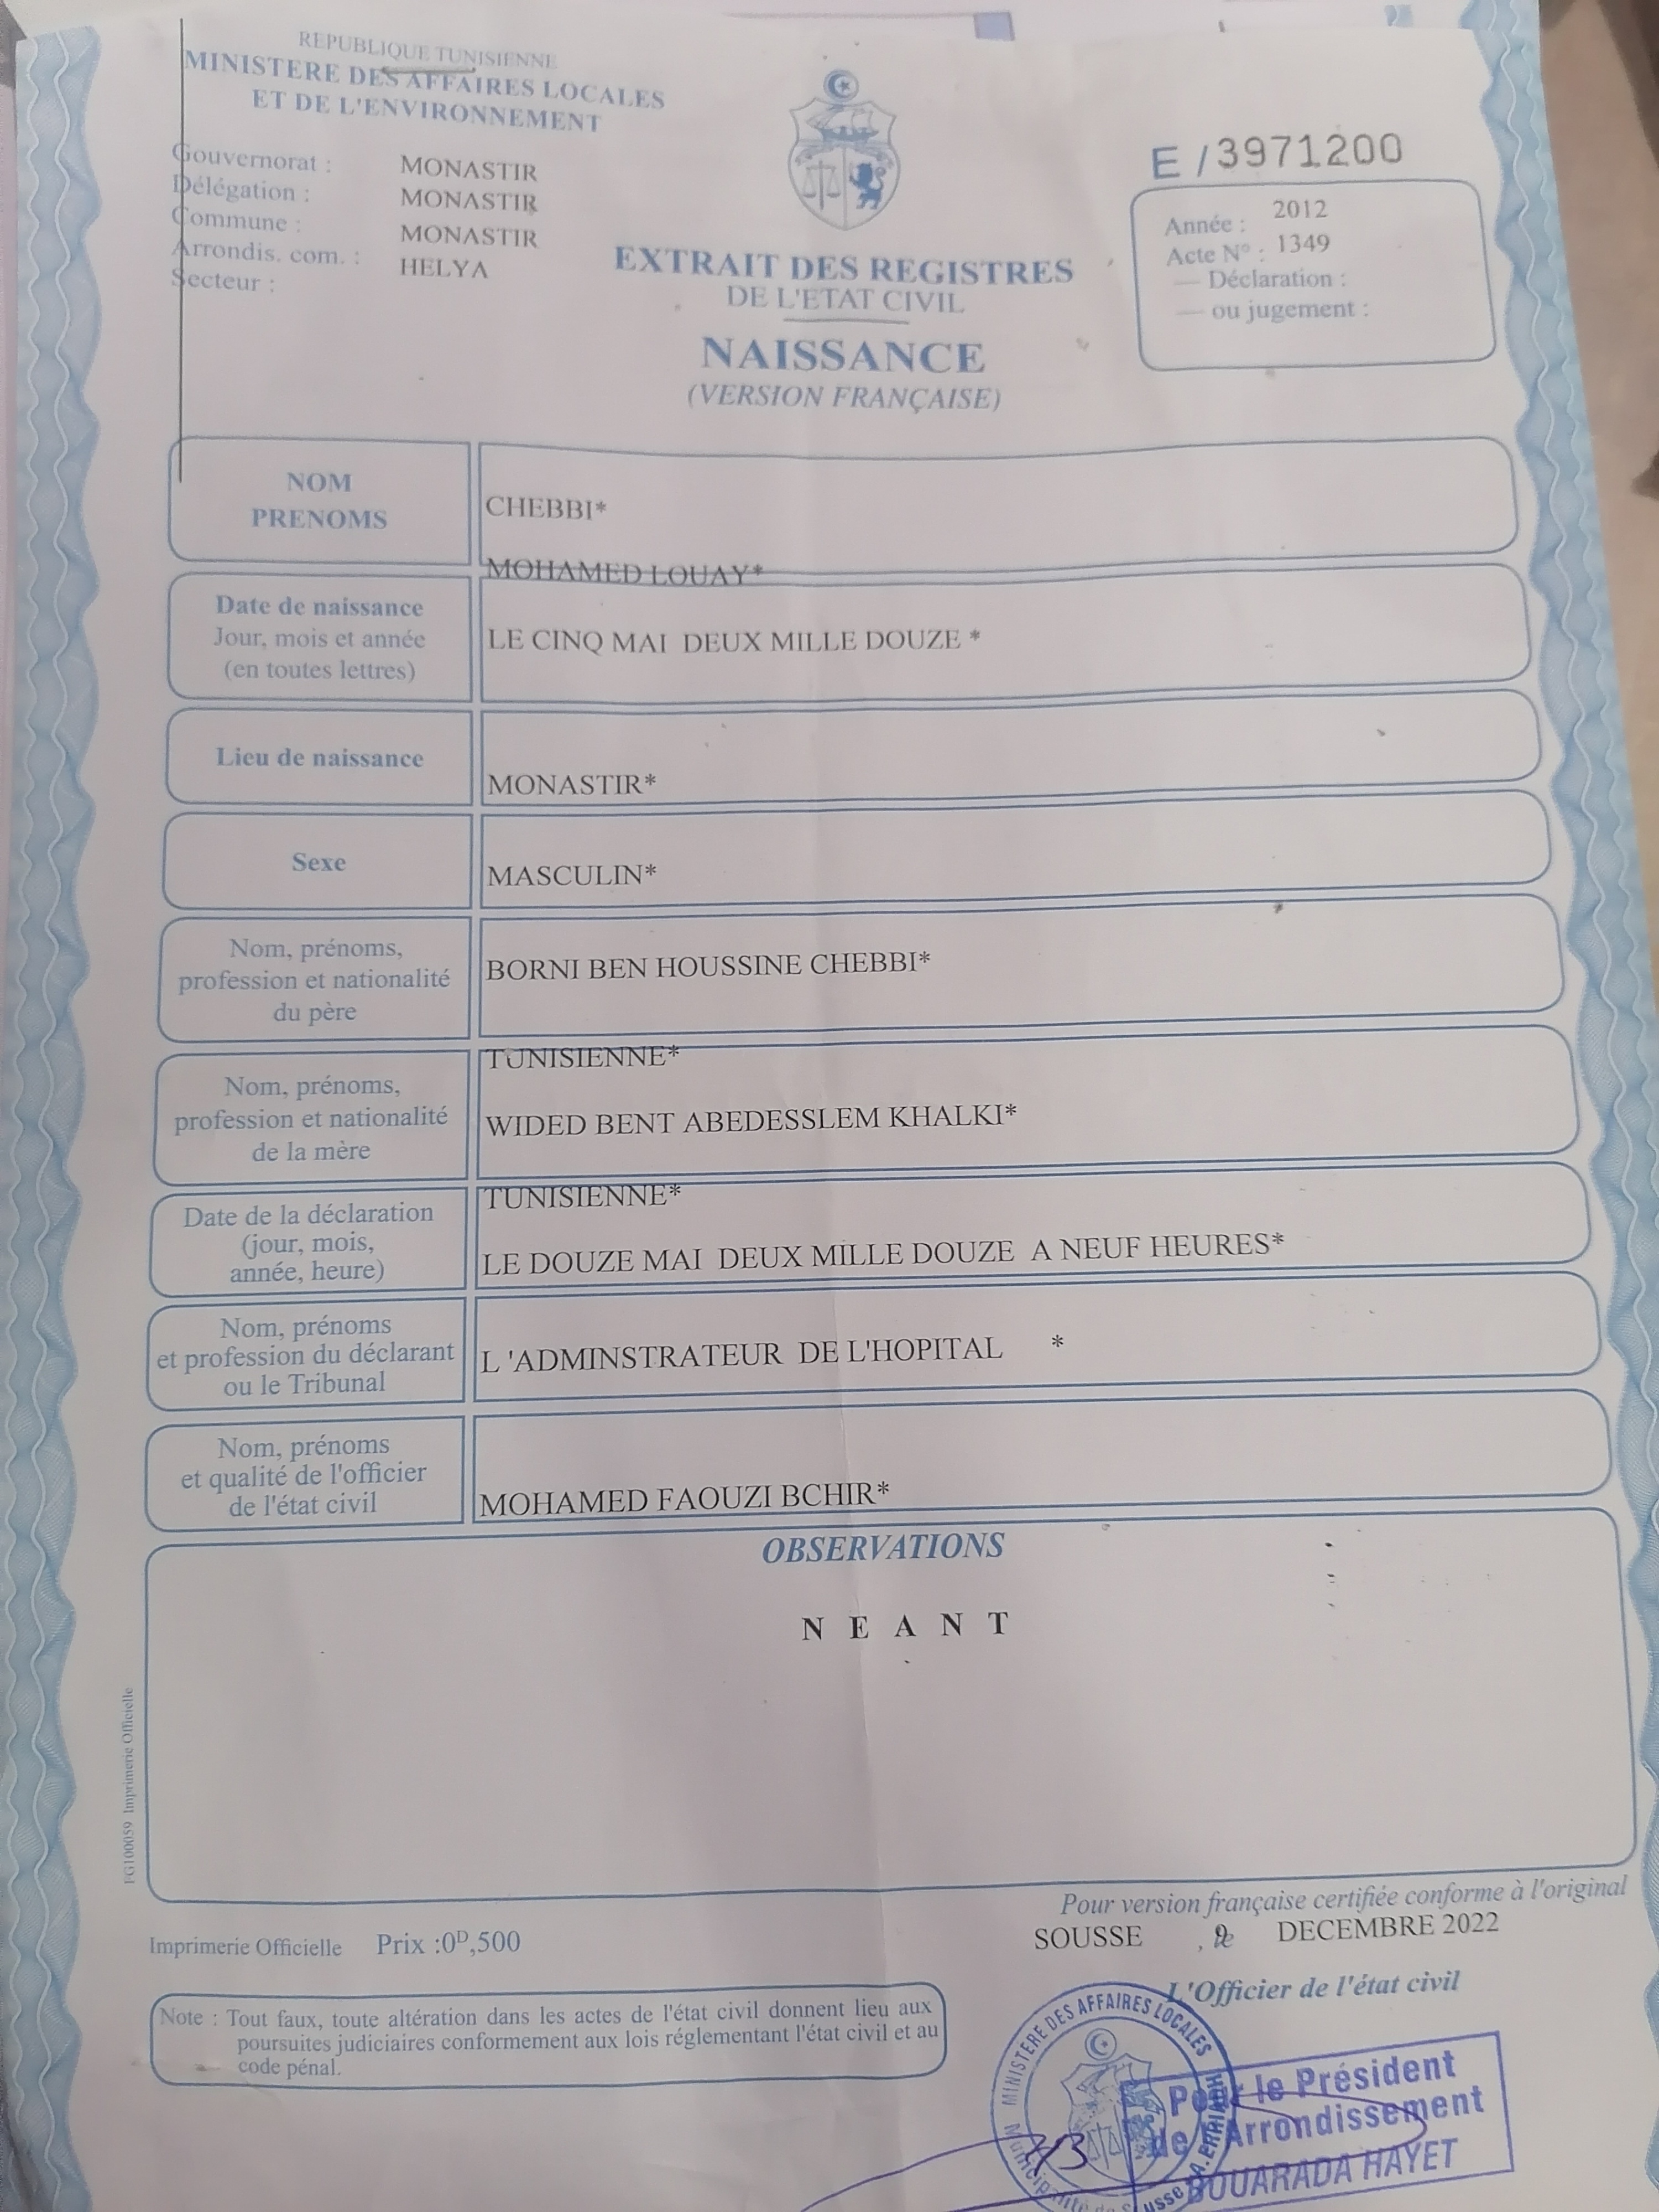 REPUBLIQUE TUNISIENNE
MINISTERE DES AFFAIRES LOCALES
ET DE L'ENVIRONNEMENT
Gouvernorat : MONASTIR
Délégation : MONASTIR
Commune : MONASTIR
Arrondis. com. : HELYA
Secteur :
E / 3971200
Année : 2012
Acte N° : 1349
— Déclaration :
— ou jugement :
EXTRAIT DES REGISTRES
DE L'ETAT CIVIL
NAISSANCE
(VERSION FRANÇAISE)
NOM
PRENOMS
CHEBBI*
MOHAMED LOUAY*
Date de naissance
Jour, mois et année
(en toutes lettres)
LE CINQ MAI DEUX MILLE DOUZE *
Lieu de naissance
MONASTIR*
Sexe
MASCULIN*
Nom, prénoms,
profession et nationalité
du père
BORNI BEN HOUSSINE CHEBBI*
TUNISIENNE*
Nom, prénoms,
profession et nationalité
de la mère
WIDED BENT ABEDESSLEM KHALKI*
TUNISIENNE*
Date de la déclaration
(jour, mois,
année, heure)
LE DOUZE MAI DEUX MILLE DOUZE A NEUF HEURES*
Nom, prénoms
et profession du déclarant
ou le Tribunal
L 'ADMINSTRATEUR DE L'HOPITAL *
Nom, prénoms
et qualité de l'officier
de l'état civil
MOHAMED FAOUZI BCHIR*
OBSERVATIONS
N E A N T
FG100059 Imprimerie Officielle
Pour version française certifiée conforme à l'original
SOUSSE , le 9 DECEMBRE 2022
Imprimerie Officielle Prix :0ᴰ,500
L'Officier de l'état civil
Note : Tout faux, toute altération dans les actes de l'état civil donnent lieu aux
poursuites judiciaires conformement aux lois réglementant l'état civil et au
code pénal.
MINISTERE DES AFFAIRES LOCALES
Municipalité de Sousse
Pour le Président
de l'Arrondissement
BOUARADA HAYET